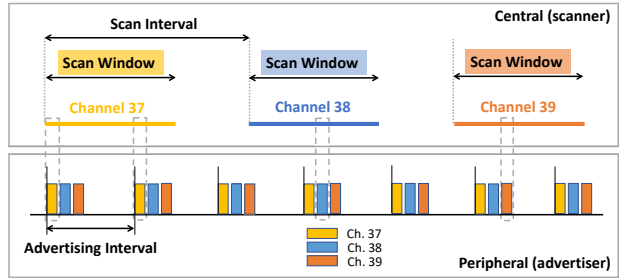 Central (scanner)
Scan Interval
Scan Window
Scan Window
Scan Window
Channel 37
Channel 38
Channel 39
Advertising Interval
Ch. 37
Ch. 38
Ch. 39
Peripheral (advertiser)